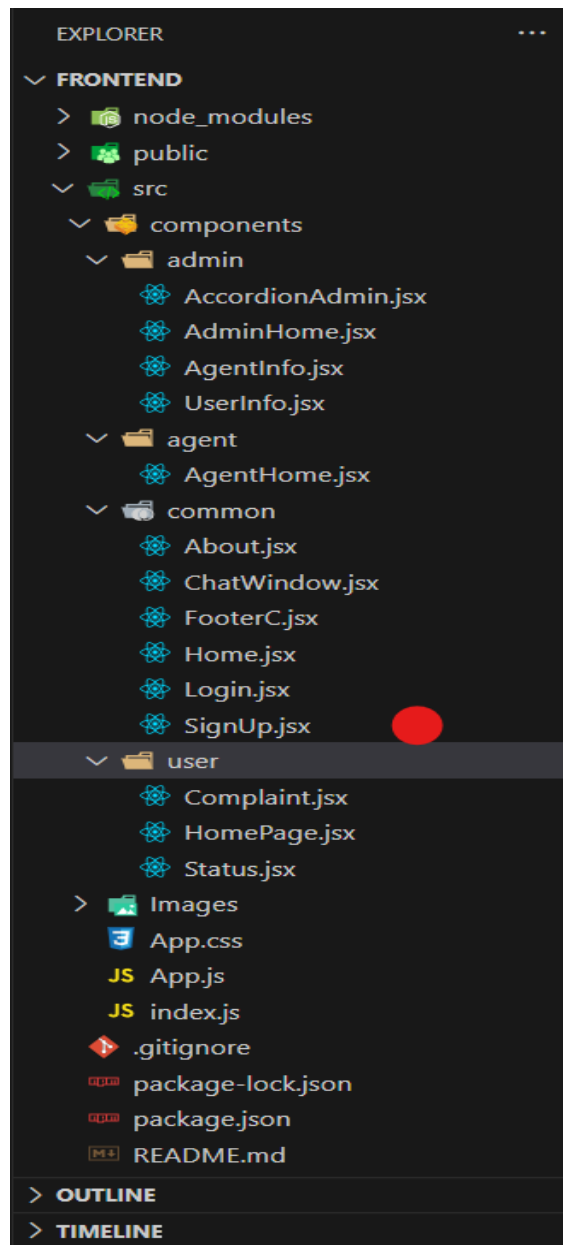 EXPLORER ...
FRONTEND
node_modules
public
src
components
admin
AccordionAdmin.jsx
AdminHome.jsx
AgentInfo.jsx
UserInfo.jsx
agent
AgentHome.jsx
common
About.jsx
ChatWindow.jsx
FooterC.jsx
Home.jsx
Login.jsx
SignUp.jsx
user
Complaint.jsx
HomePage.jsx
Status.jsx
Images
App.css
JS App.js
JS index.js
.gitignore
package-lock.json
package.json
README.md
OUTLINE
TIMELINE